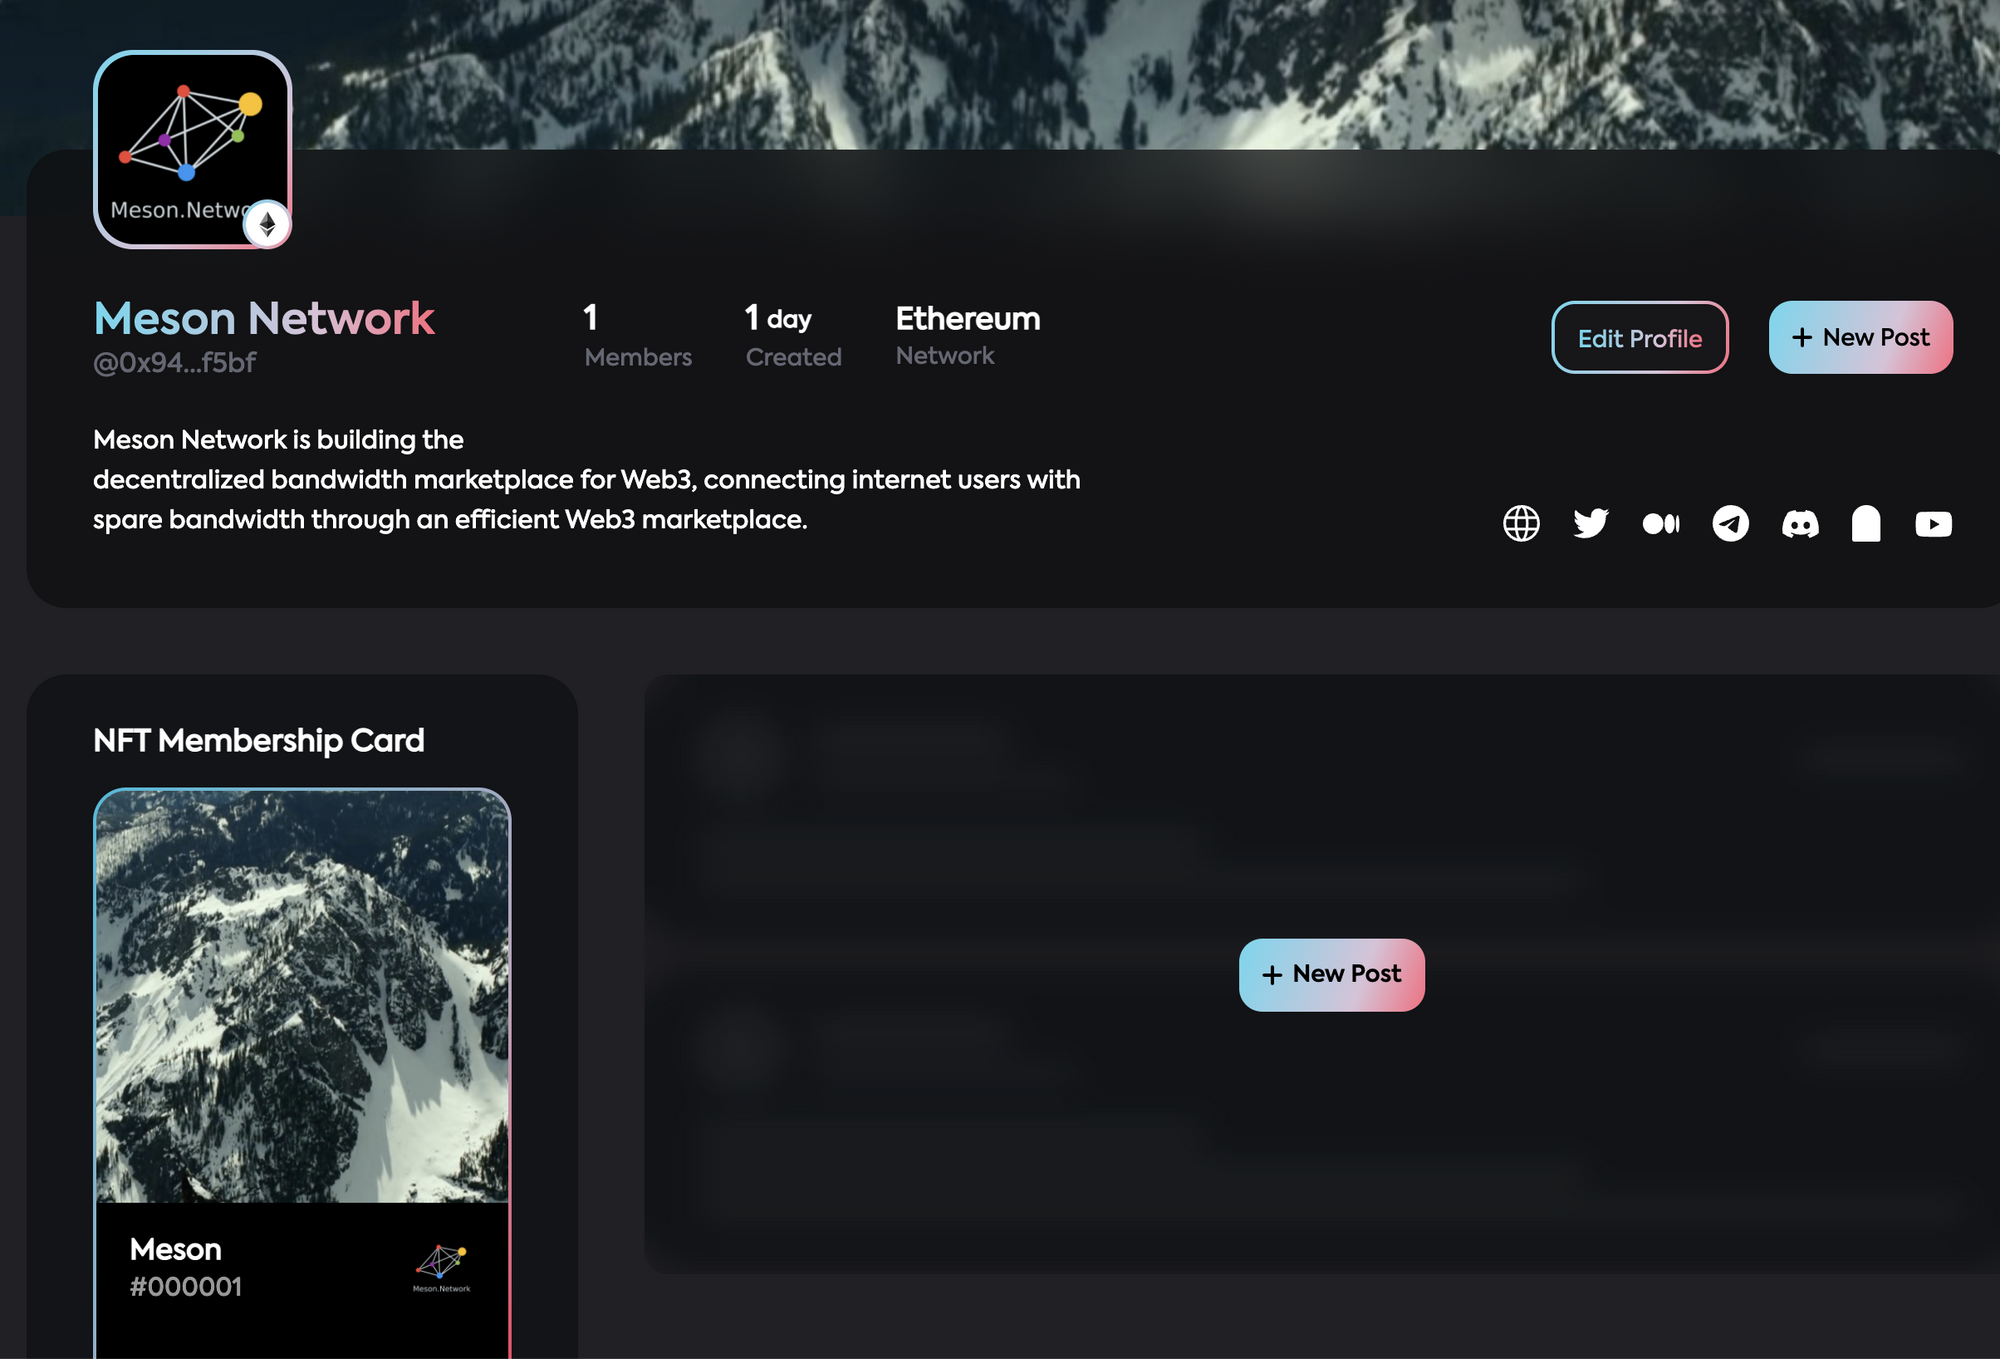 Meson.Netwo
Meson Network
@0x94...f5bf
1
Members
1 day
Created
Ethereum
Network
Edit Profile
+ New Post
Meson Network is building the
decentralized bandwidth marketplace for Web3, connecting internet users with
spare bandwidth through an efficient Web3 marketplace.
NFT Membership Card
+ New Post
Meson
#000001
Meson.Network